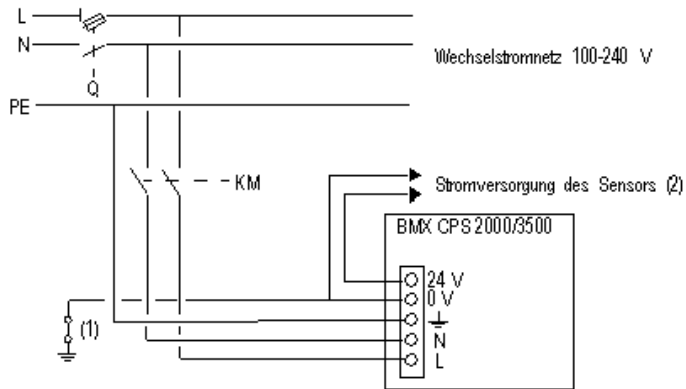 L
N
Wechselstromnetz 100-240 V
Q
PE
KM
Stromversorgung des Sensors (2)
BMX CPS 2000/3500
24 V
0 V
(1)
N
L